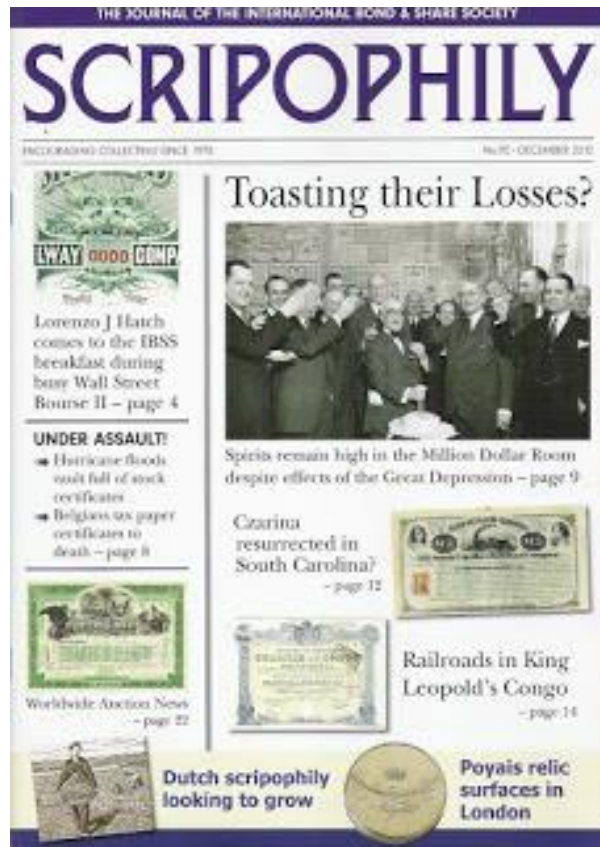 THE JOURNAL OF THE INTERNATIONAL BOND & SHARE SOCIETY
SCRIPOPHILY
ENCOURAGING COLLECTING SINCE 1978
DECEMBER 2012
LWAY 0000 COMP
Lorenzo J Hatch
comes to the IBSS
breakfast during
busy Wall Street
Bourse II – page 4
UNDER ASSAULT!
Hurricane floods
vault full of stock
certificates
Belgians tax paper
certificates to
death – page 8
Worldwide Auction News
– page 22
Toasting their Losses?
Spirits remain high in the Million Dollar Room
despite effects of the Great Depression – page 9
Czarina
resurrected in
South Carolina?
– page 12
Railroads in King
Leopold's Congo
– page 14
Dutch scripophily
looking to grow
Poyais relic
surfaces in
London